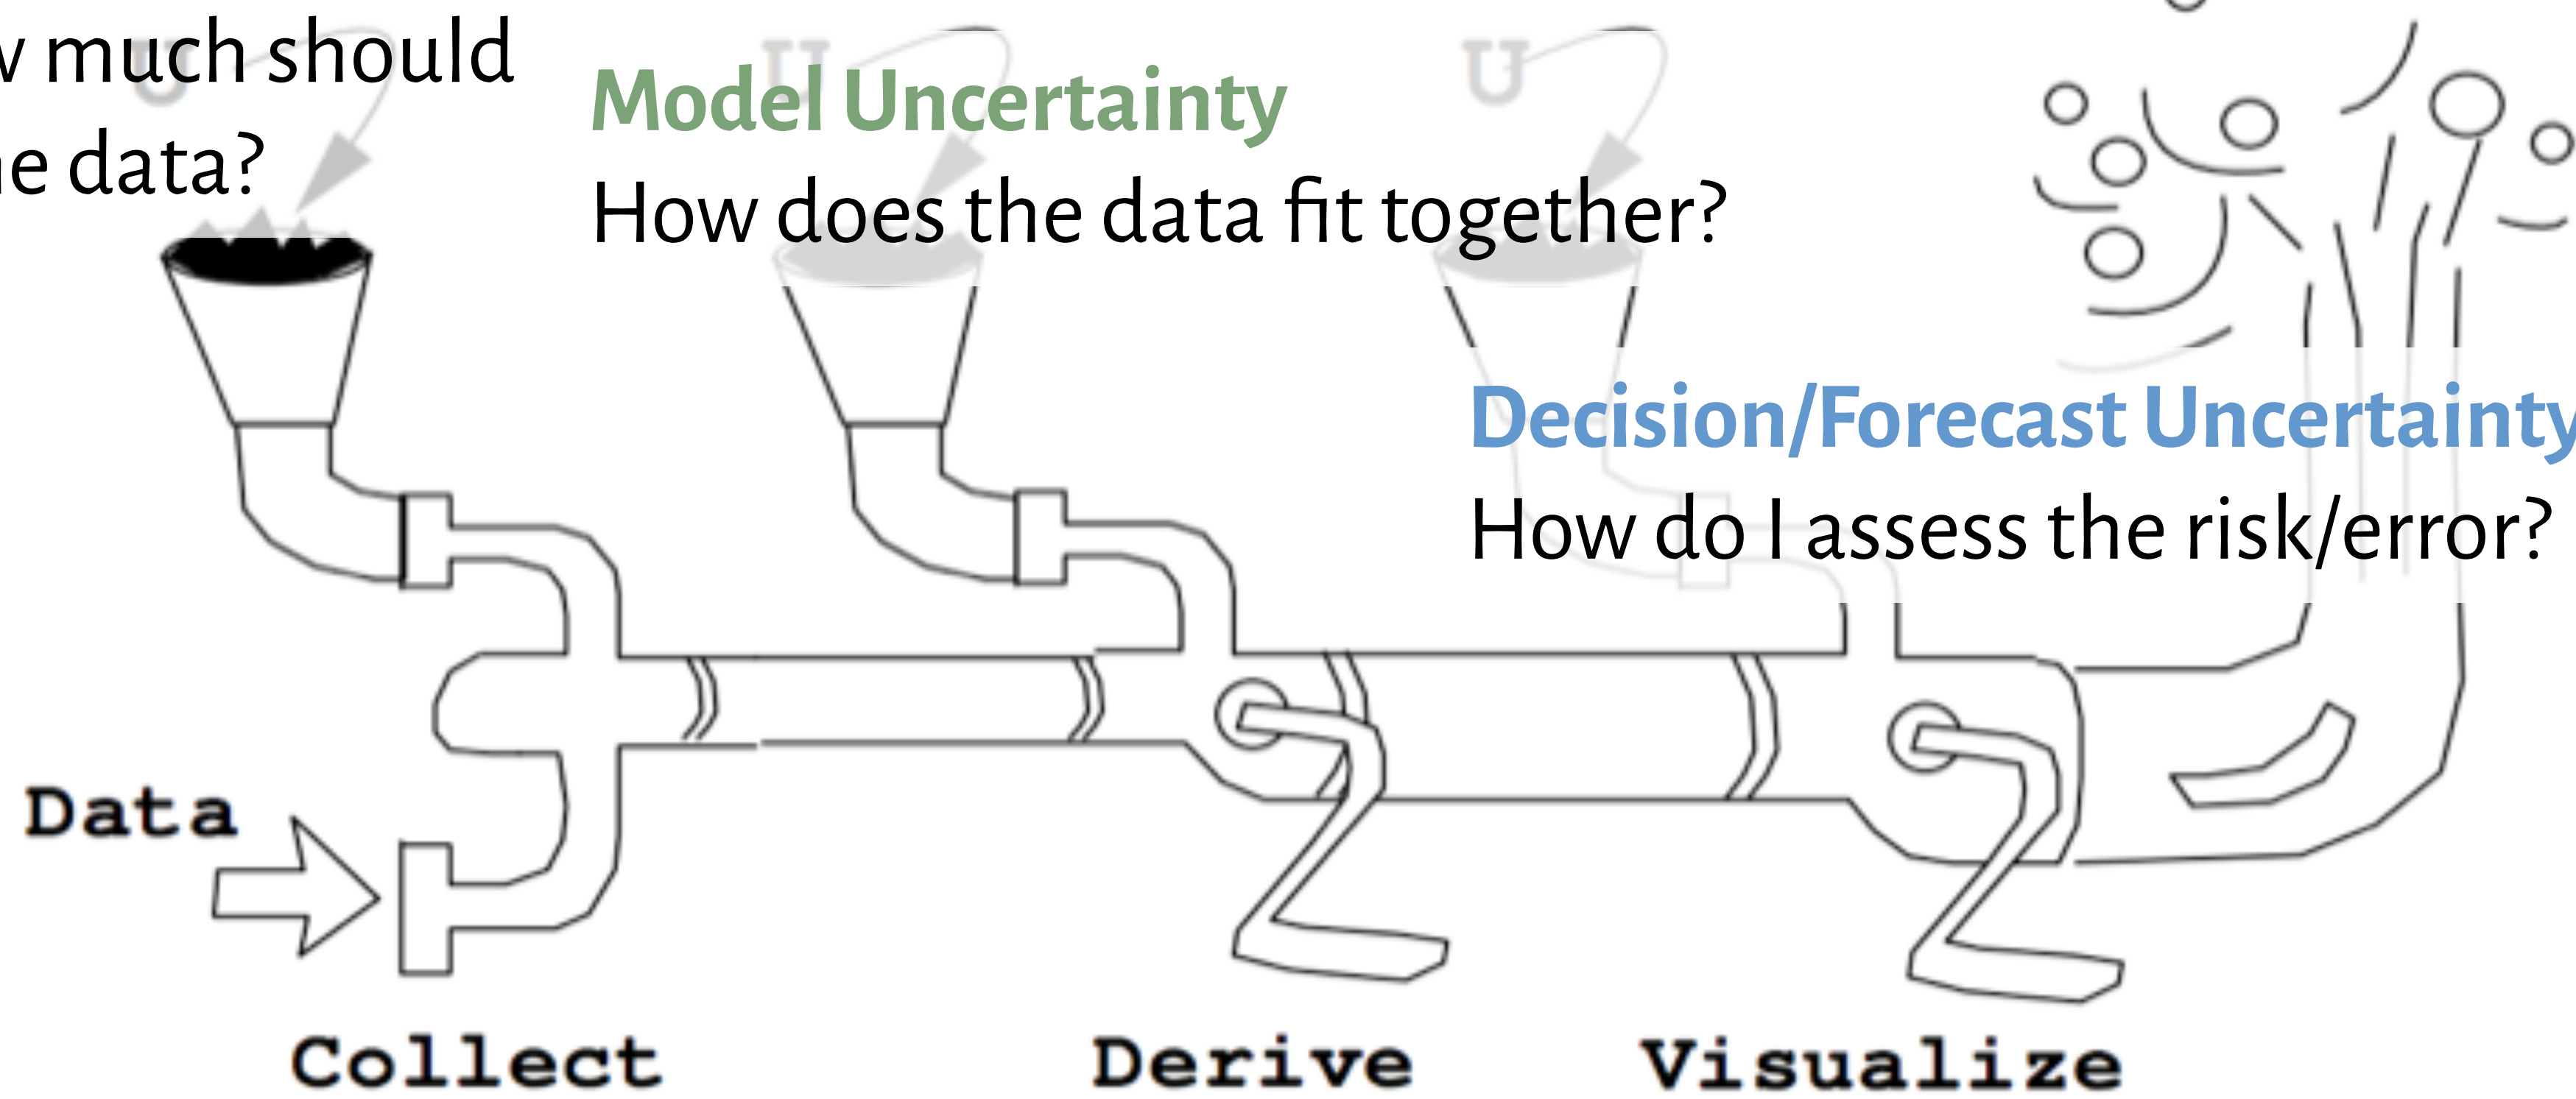 much should
data?
U
U
U
Model Uncertainty
How does the data fit together?
Decision/Forecast Uncertainty
How do I assess the risk/error?
Data
Collect
Derive
Visualize